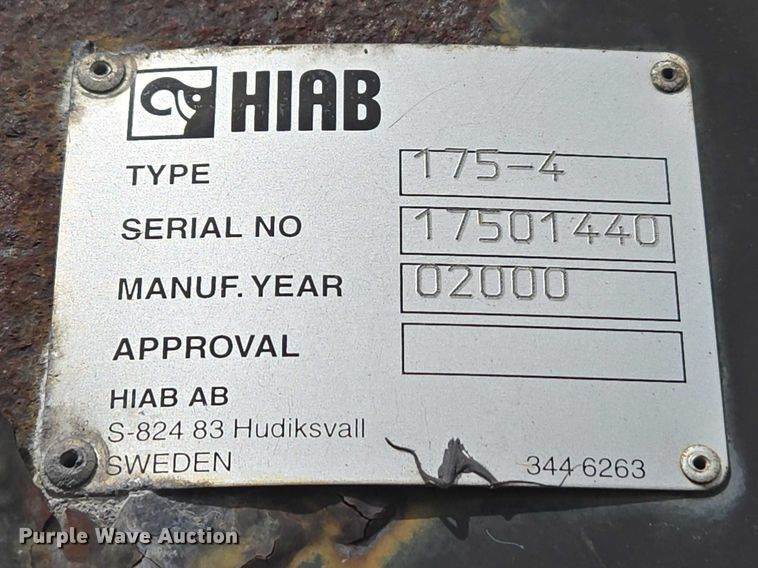 HIAB
TYPE 175-4
SERIAL NO 17501440
MANUF. YEAR 02000
APPROVAL
HIAB AB
S-824 83 Hudiksvall
SWEDEN 344 6263
Purple Wave Auction